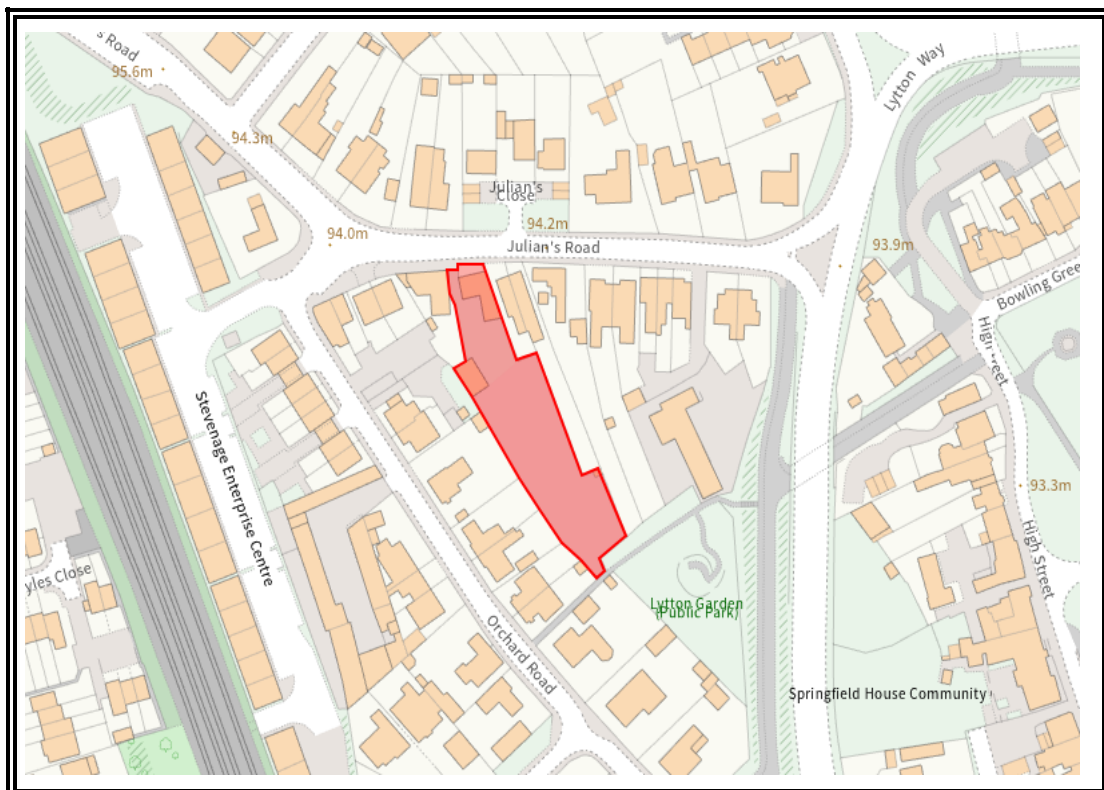 s Road
95.6m
Lytton Way
94.3m
Julian's
Close
94.2m
94.0m
Julian's Road
93.9m
Bowling Gree
High Street
Stevenage Enterprise Centre
93.3m
High Street
yles Close
Lytton Garden
(Public Park)
Orchard Road
Springfield House Community